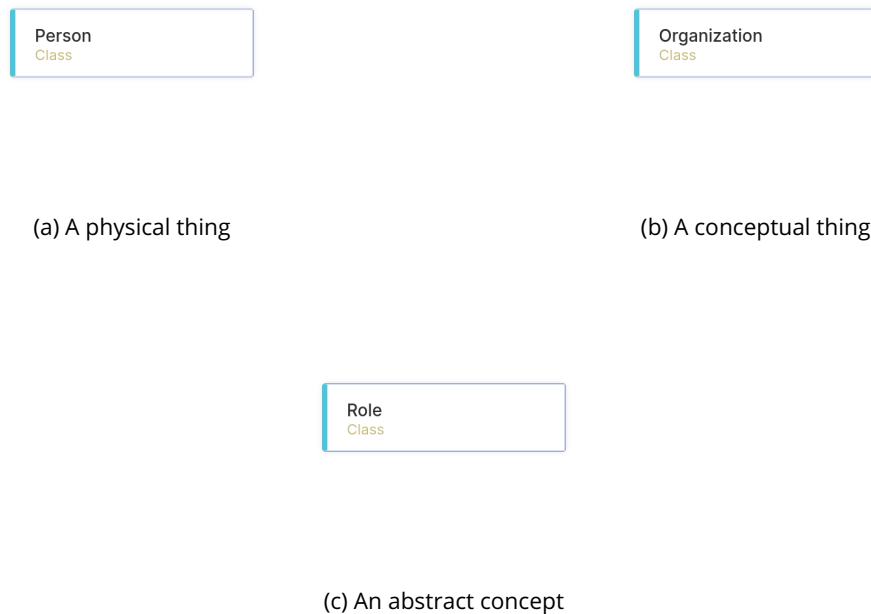 Person
Class
Organization
Class
(a) A physical thing
(b) A conceptual thing
Role
Class
(c) An abstract concept